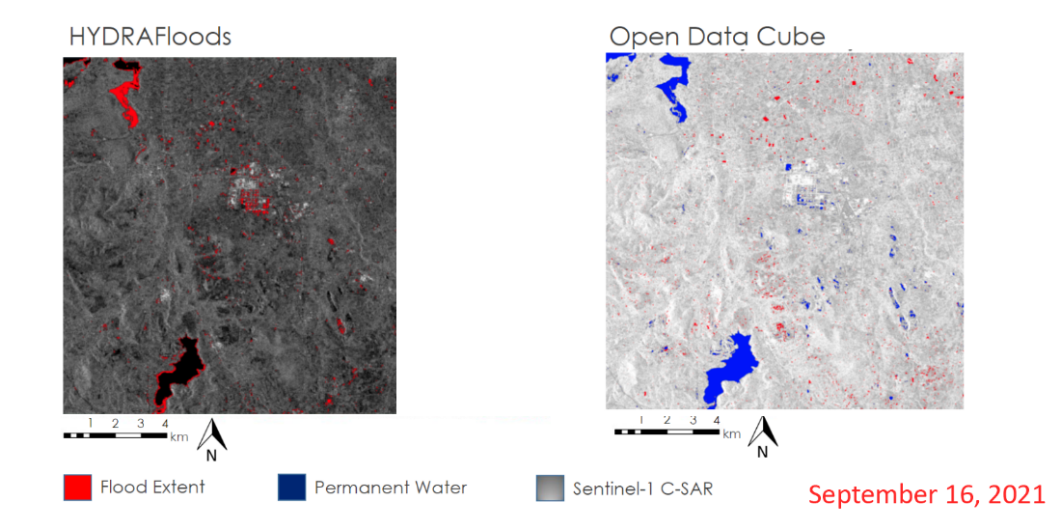 HYDRAFloods
Open Data Cube
1 2 3 4
km
N
1 2 3 4
km
N
Flood Extent
Permanent Water
Sentinel-1 C-SAR
September 16, 2021